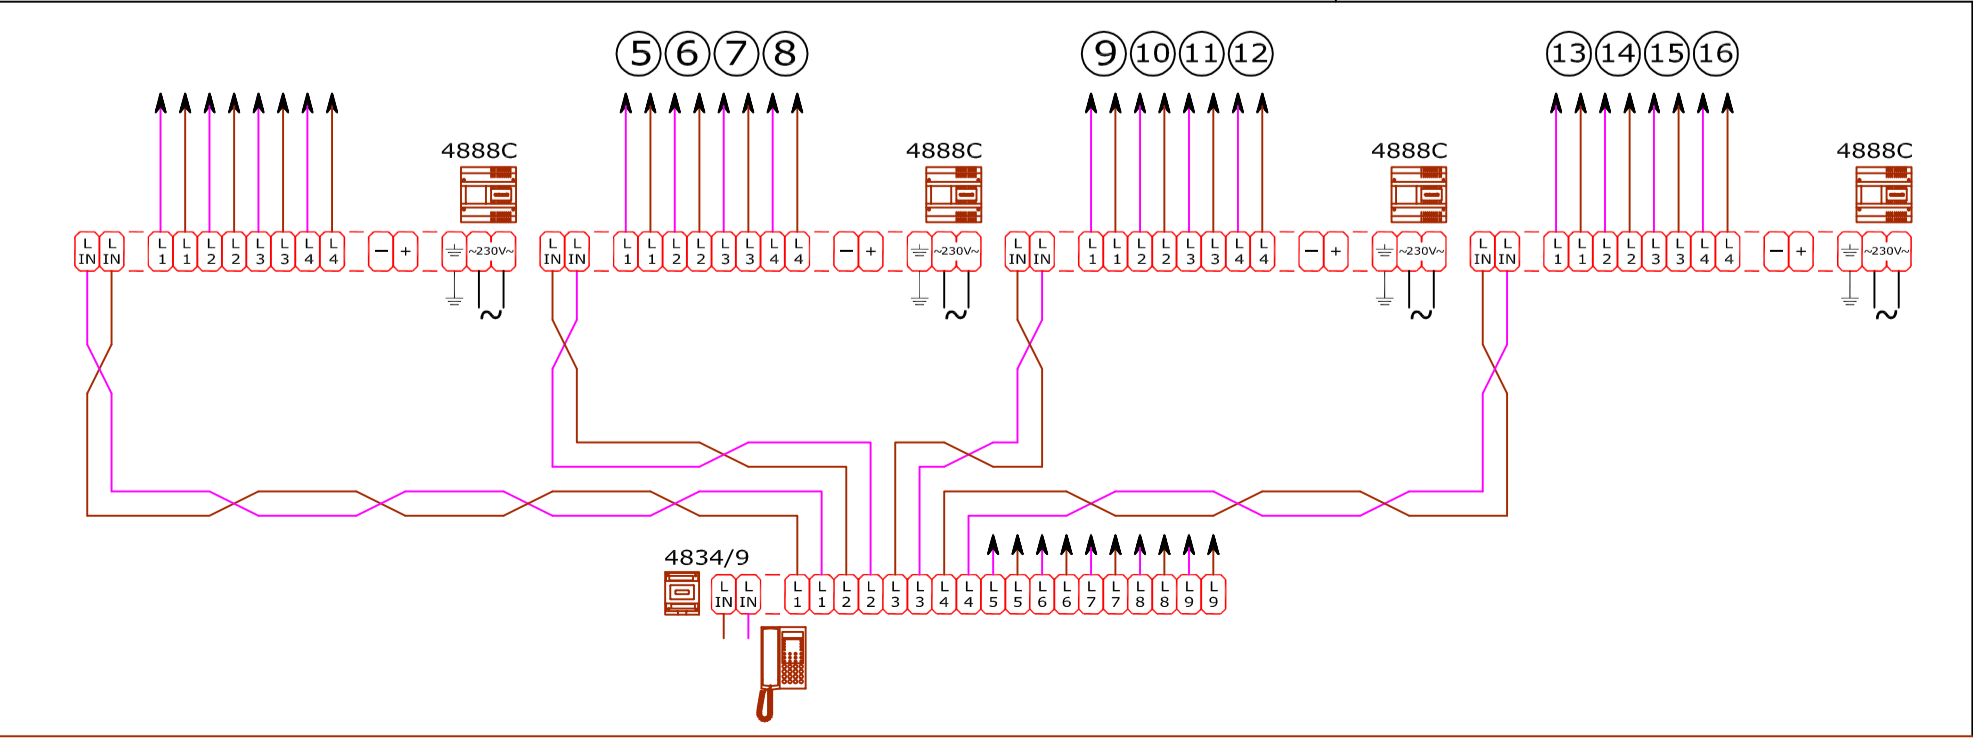 5 6 7 8 9 10 11 12 13 14 15 16
4888C 4888C 4888C 4888C
L IN L IN L 1 L 1 L 2 L 2 L 3 L 3 L 4 L 4 − + ~230V~
L IN L IN L 1 L 1 L 2 L 2 L 3 L 3 L 4 L 4 − + ~230V~
L IN L IN L 1 L 1 L 2 L 2 L 3 L 3 L 4 L 4 − + ~230V~
L IN L IN L 1 L 1 L 2 L 2 L 3 L 3 L 4 L 4 − + ~230V~
~ ~ ~ ~
4834/9
L IN L IN L 1 L 1 L 2 L 2 L 3 L 3 L 4 L 4 L 5 L 5 L 6 L 6 L 7 L 7 L 8 L 8 L 9 L 9